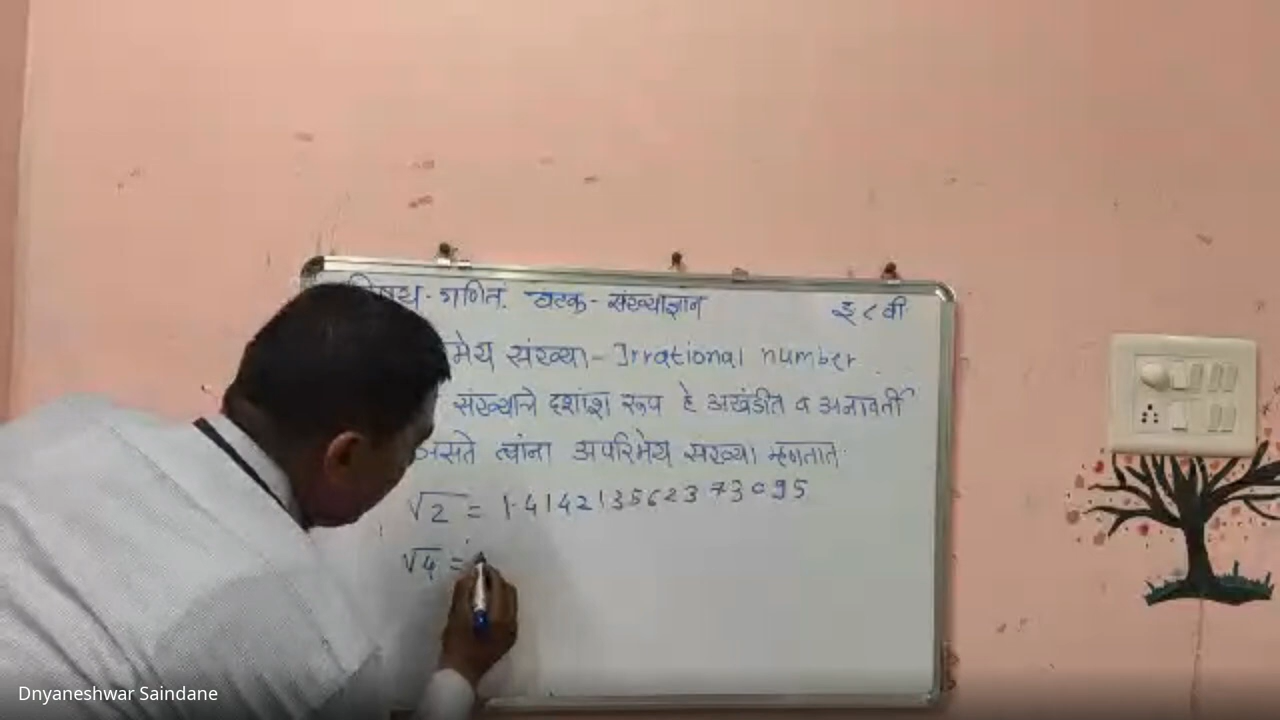 विषय - गणित. घटक - संख्याज्ञान इ ८ वी
मेय संख्या - Irrational number.
संख्याचे दशांश रूप हे अखंडीत व अनावर्ती
असते त्यांना अपरिमेय संख्या म्हणतात
√2 = 1.414213562373095
√4 =
Dnyaneshwar Saindane